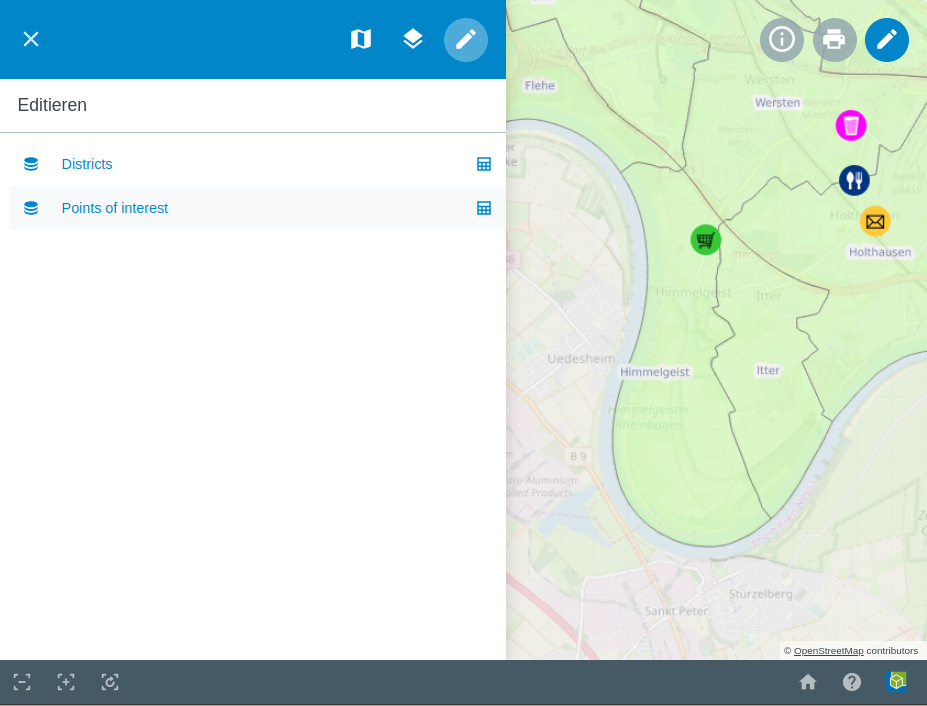 Editieren
Districts
Points of interest
Flehe
Wersten
Wersten
Holthausen
Himmelgeist
Itter
Uedesheim
Himmelgeist
Itter
Himmelgeister
Rheinbogen
B 9
Stürzelberg
Sankt Peter
© OpenStreetMap contributors